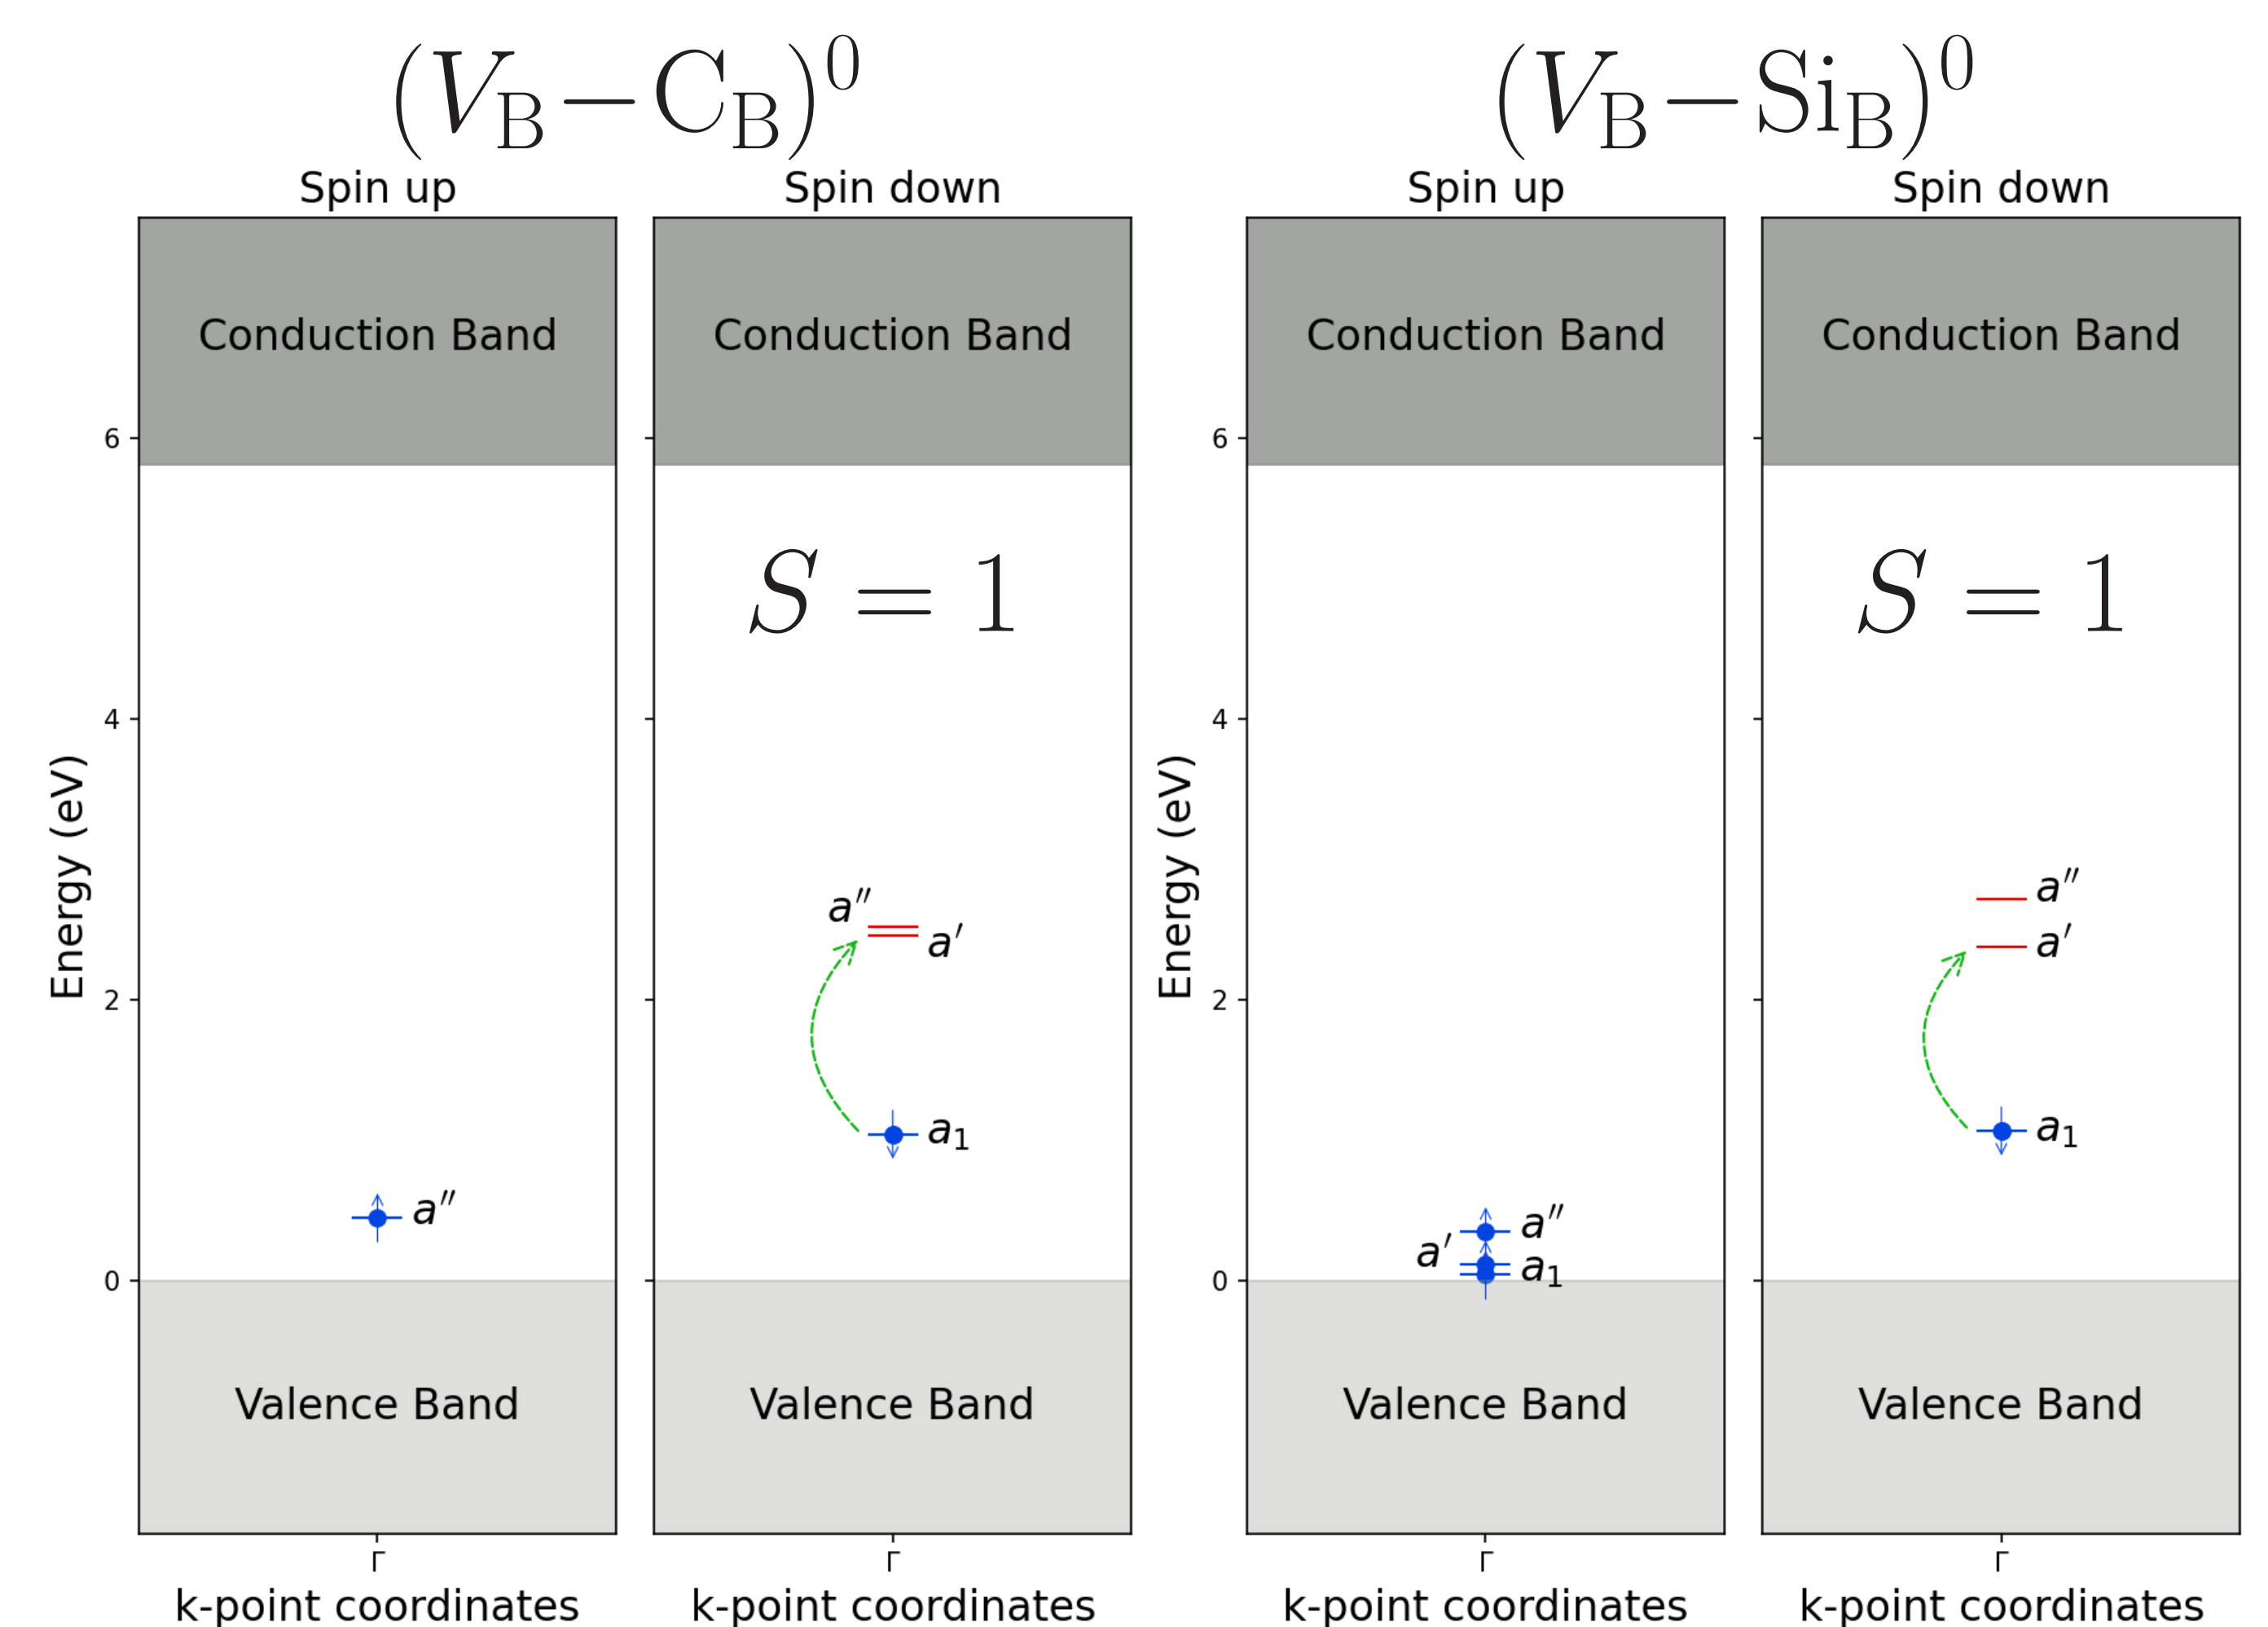 (V_B−C_B)^0
Spin up
Spin down
Conduction Band
Conduction Band
6
S = 1
4
Energy (eV)
a″
a′
2
a₁
a″
0
Valence Band
Valence Band
Γ
Γ
k-point coordinates
k-point coordinates
(V_B−Si_B)^0
Spin up
Spin down
Conduction Band
Conduction Band
6
S = 1
4
Energy (eV)
a″
a′
2
a₁
a″
a′
a₁
0
Valence Band
Valence Band
Γ
Γ
k-point coordinates
k-point coordinates